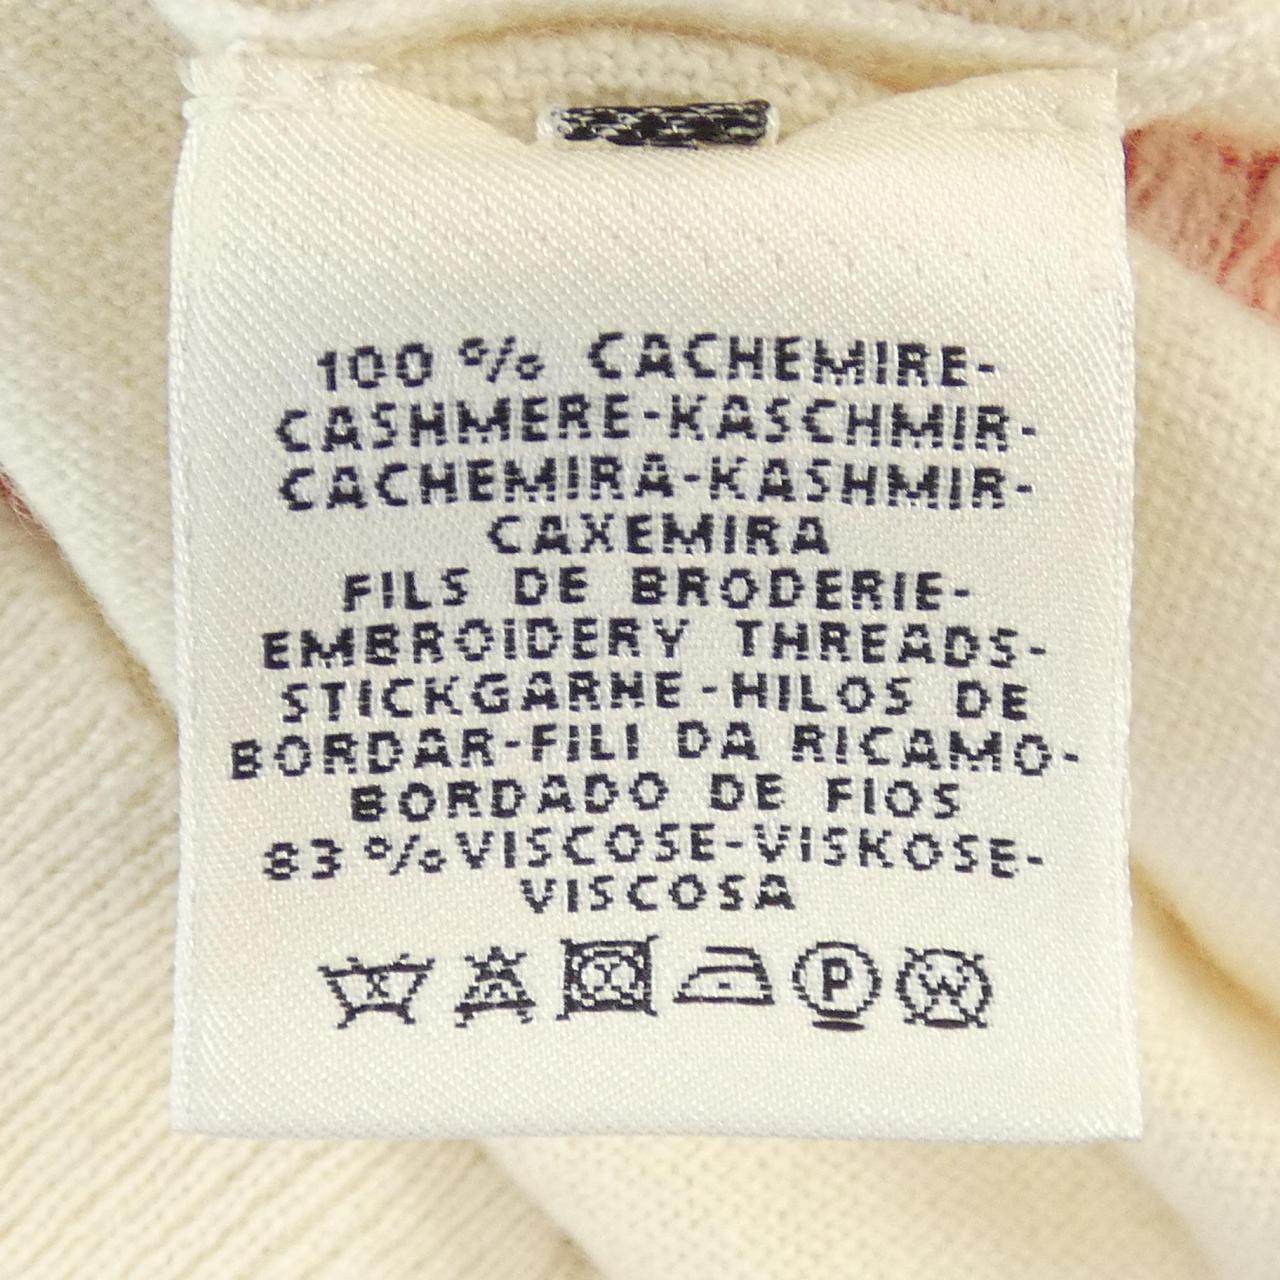 100 % CACHEMIRE-
CASHMERE-KASCHMIR-
CACHEMIRA-KASHMIR-
CAXEMIRA
FILS DE BRODERIE-
EMBROIDERY THREADS-
STICKGARNE-HILOS DE
BORDAR-FILI DA RICAMO-
BORDADO DE FIOS
83 % VISCOSE-VISKOSE-
VISCOSA
P W